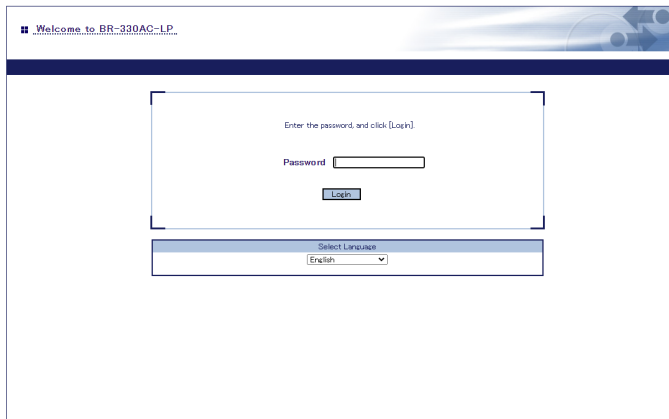 Welcome to BR-330AC-LP
Enter the password, and click [Login].
Password
Login
Select Language
English